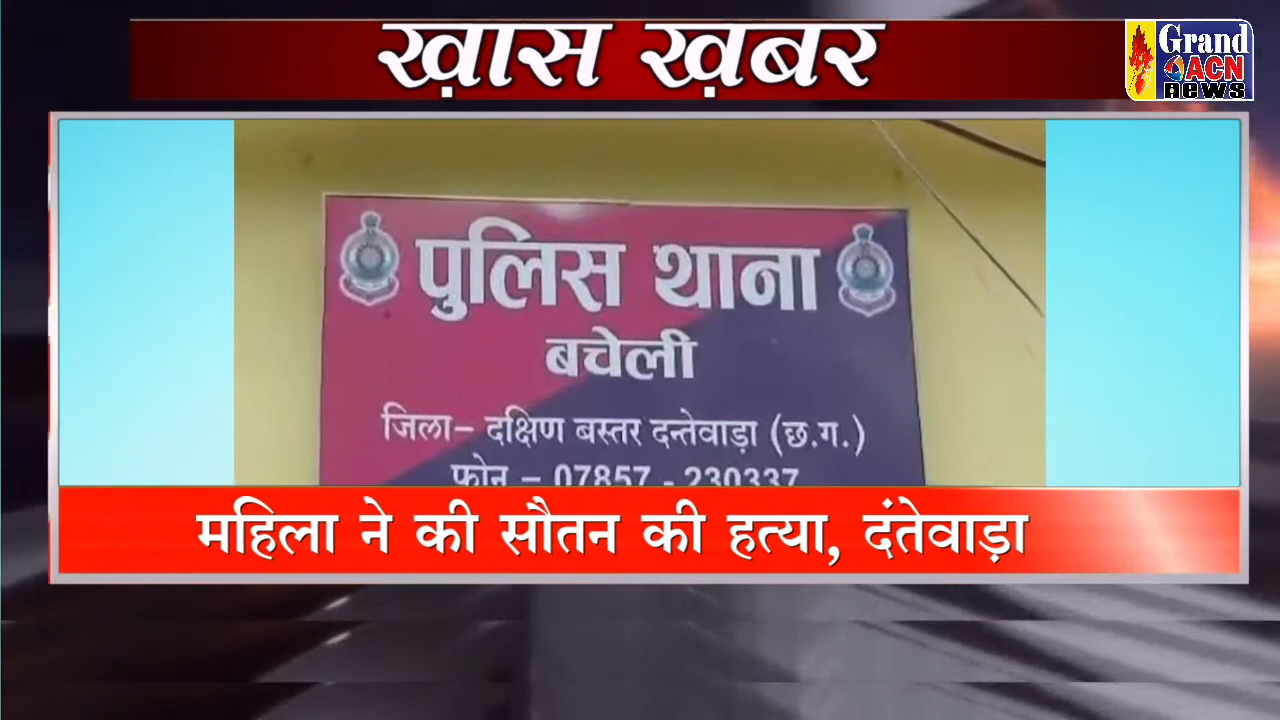 ख़ास ख़बर
Grand
ACN
news
पुलिस थाना
बचेली
जिला- दक्षिण बस्तर दन्तेवाड़ा (छ.ग.)
फोन - 07857 - 230337
महिला ने की सौतन की हत्या, दंतेवाड़ा